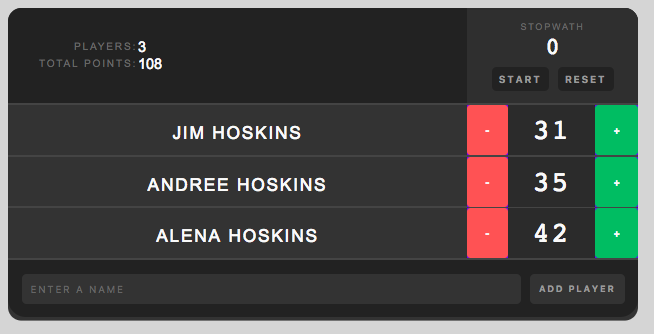 PLAYERS: 3
TOTAL POINTS: 108
STOPWATH
0
START RESET
JIM HOSKINS - 31 +
ANDREE HOSKINS - 35 +
ALENA HOSKINS - 42 +
ENTER A NAME ADD PLAYER